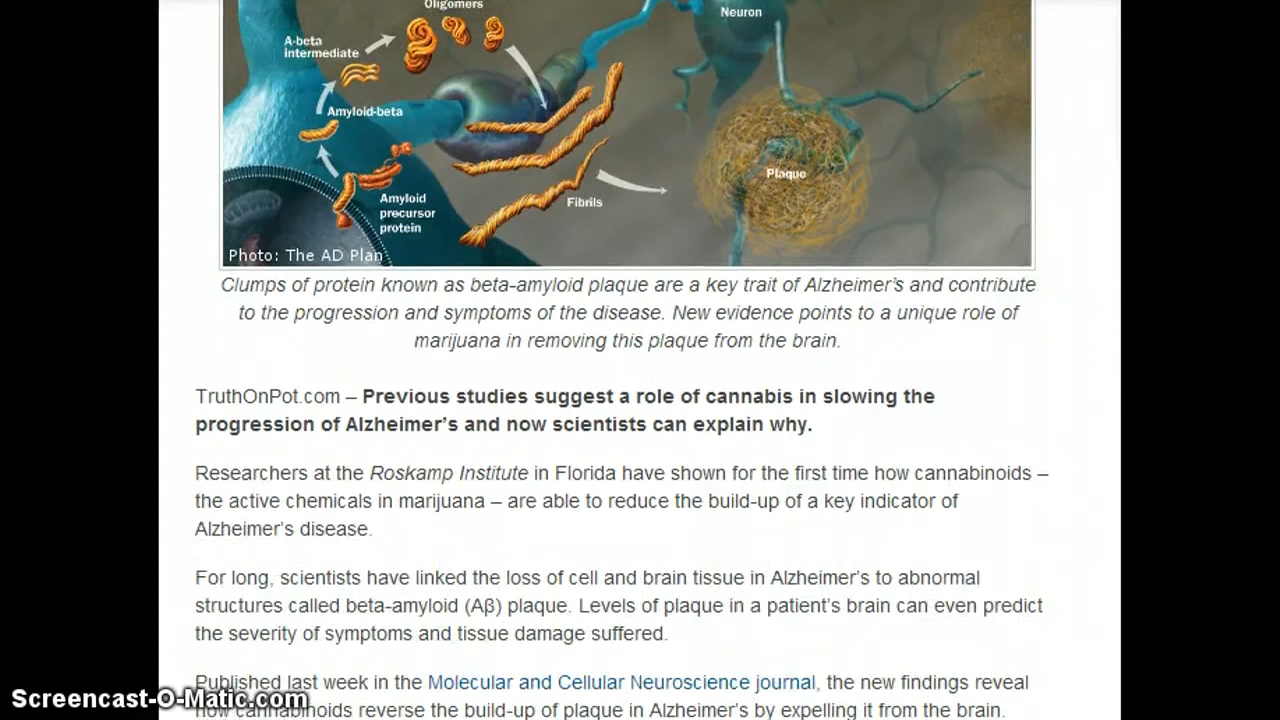 Oligomers
Neuron
A-beta
intermediate
Amyloid-beta
Plaque
Amyloid
precursor
protein
Fibrils
Photo: The AD Plan
Clumps of protein known as beta-amyloid plaque are a key trait of Alzheimer's and contribute
to the progression and symptoms of the disease. New evidence points to a unique role of
marijuana in removing this plaque from the brain.
TruthOnPot.com – Previous studies suggest a role of cannabis in slowing the
progression of Alzheimer's and now scientists can explain why.
Researchers at the Roskamp Institute in Florida have shown for the first time how cannabinoids –
the active chemicals in marijuana – are able to reduce the build-up of a key indicator of
Alzheimer's disease.
For long, scientists have linked the loss of cell and brain tissue in Alzheimer's to abnormal
structures called beta-amyloid (Aβ) plaque. Levels of plaque in a patient's brain can even predict
the severity of symptoms and tissue damage suffered.
Published last week in the Molecular and Cellular Neuroscience journal, the new findings reveal
how cannabinoids reverse the build-up of plaque in Alzheimer's by expelling it from the brain.
Screencast-O-Matic.com